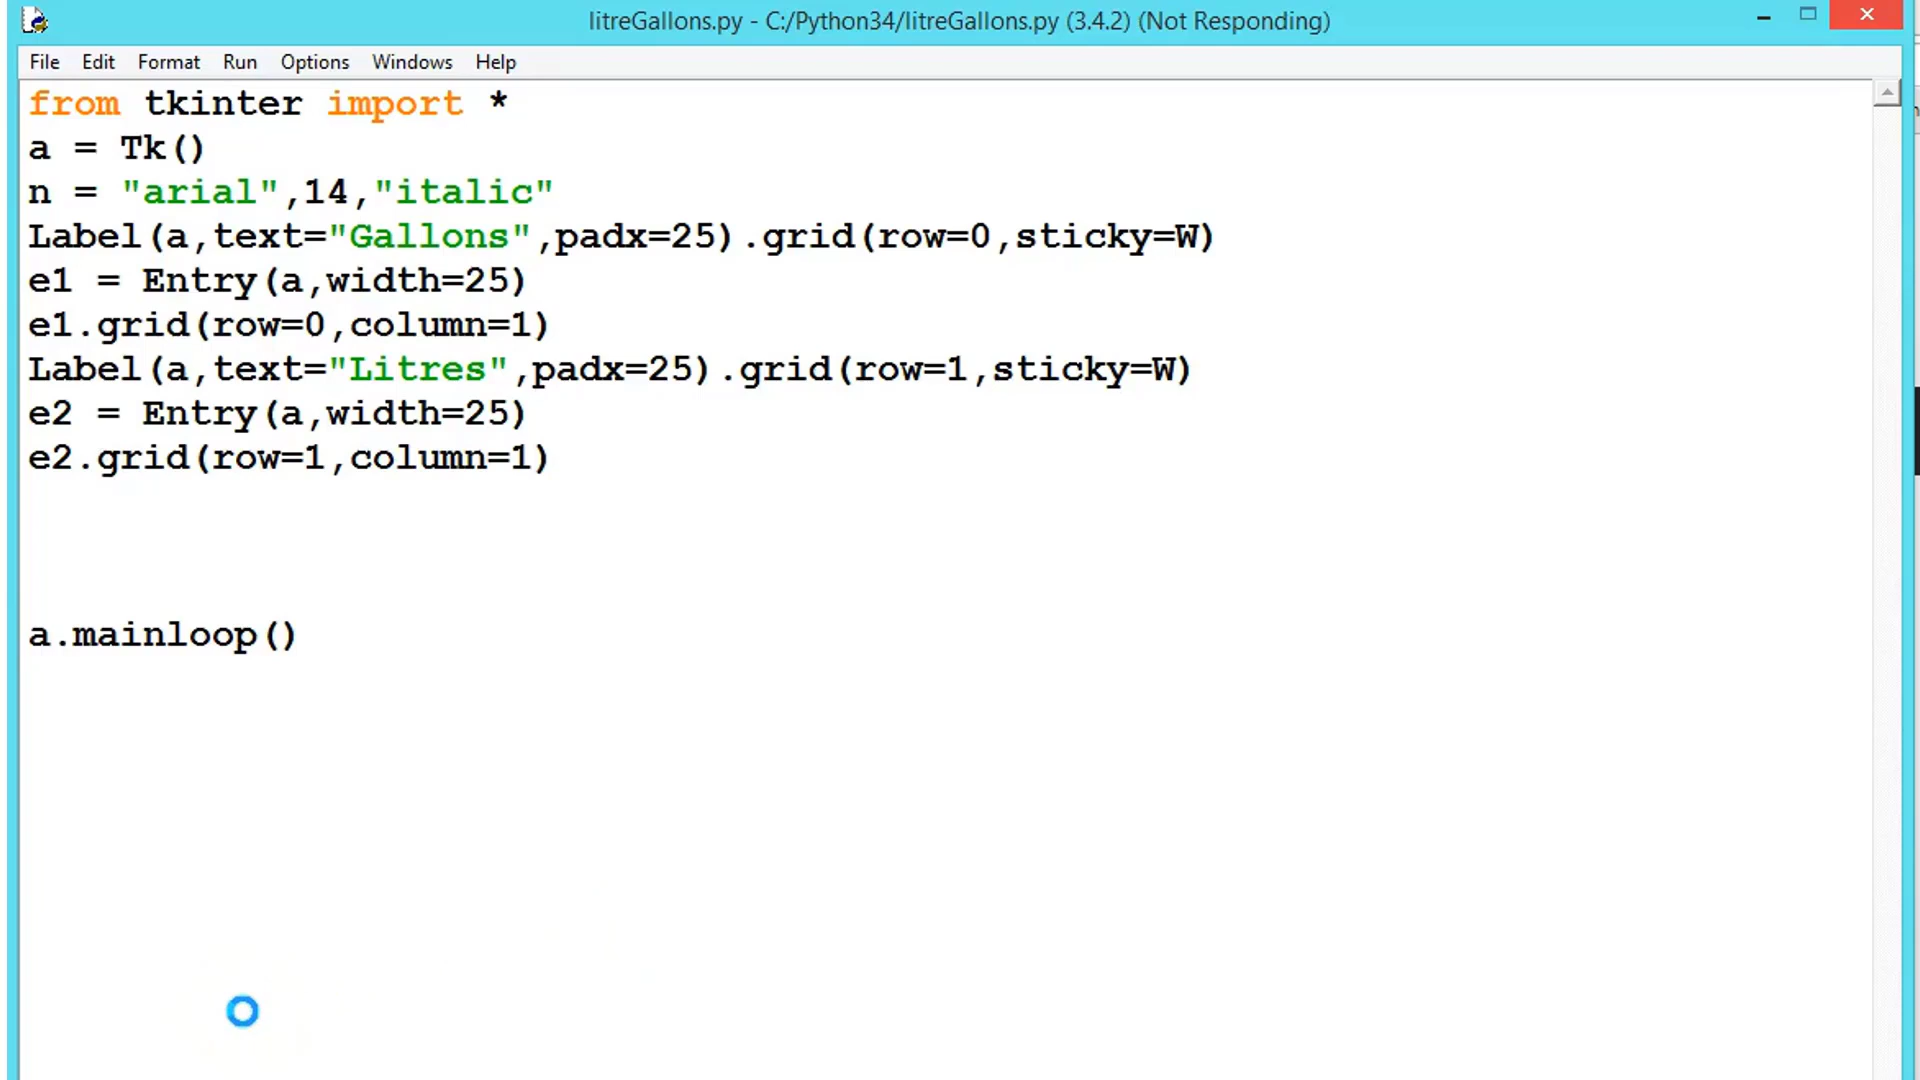 litreGallons.py - C:/Python34/litreGallons.py (3.4.2) (Not Responding)
File Edit Format Run Options Windows Help
from tkinter import *
a = Tk()
n = "arial",14,"italic"
Label(a,text="Gallons",padx=25).grid(row=0,sticky=W)
e1 = Entry(a,width=25)
e1.grid(row=0,column=1)
Label(a,text="Litres",padx=25).grid(row=1,sticky=W)
e2 = Entry(a,width=25)
e2.grid(row=1,column=1)
a.mainloop()